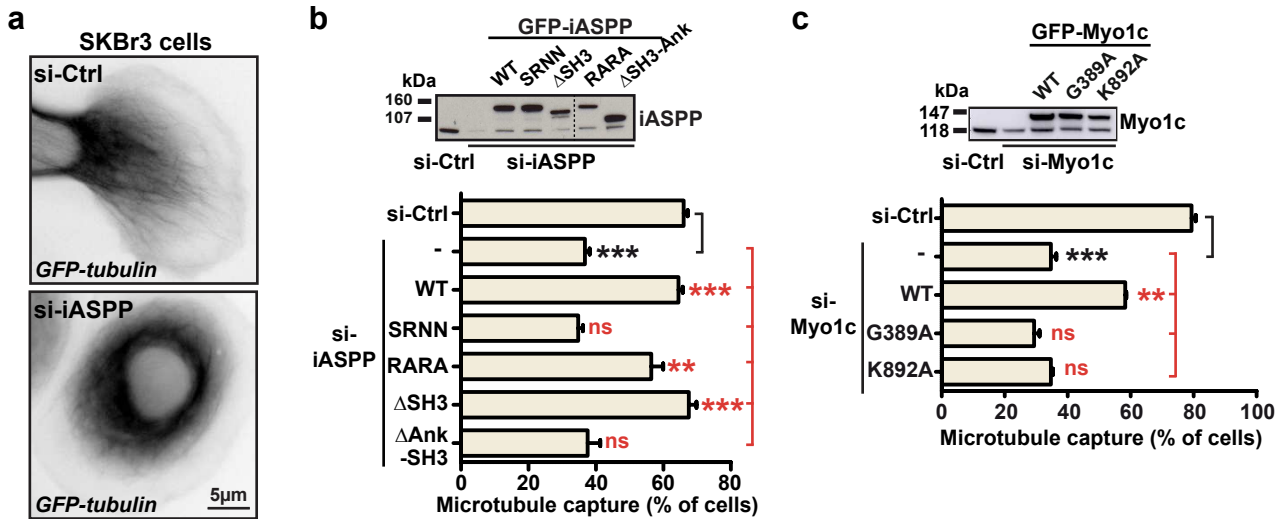 a
SKBr3 cells
si-Ctrl
GFP-tubulin
si-iASPP
GFP-tubulin
5μm
b
GFP-iASPP
WT SRNN ΔSH3 RARA ΔSH3-Ank
kDa
160
107
iASPP
si-Ctrl si-iASPP
si-Ctrl
- ***
WT ***
SRNN ns
si-iASPP
RARA **
ΔSH3 ***
ΔAnk-SH3 ns
0 20 40 60 80
Microtubule capture (% of cells)
c
GFP-Myo1c
WT G389A K892A
kDa
147
118
Myo1c
si-Ctrl si-Myo1c
si-Ctrl
- ***
WT **
si-Myo1c
G389A ns
K892A ns
0 20 40 60 80 100
Microtubule capture (% of cells)